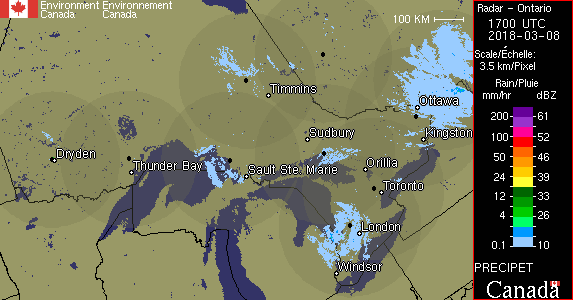 Environment Environnement
Canada Canada
100 KM
Timmins
Ottawa
Kingston
Sudbury
Dryden
Thunder Bay
Sault Ste. Marie
Orillia
Toronto
London
Windsor
Radar - Ontario
1700 UTC
2018-03-08
Scale/Échelle:
3.5 km/Pixel
Rain/Pluie
mm/hr dBZ
200 61
100 52
50 46
24 39
12 33
4 26
0.1 10
PRECIPET
Canada